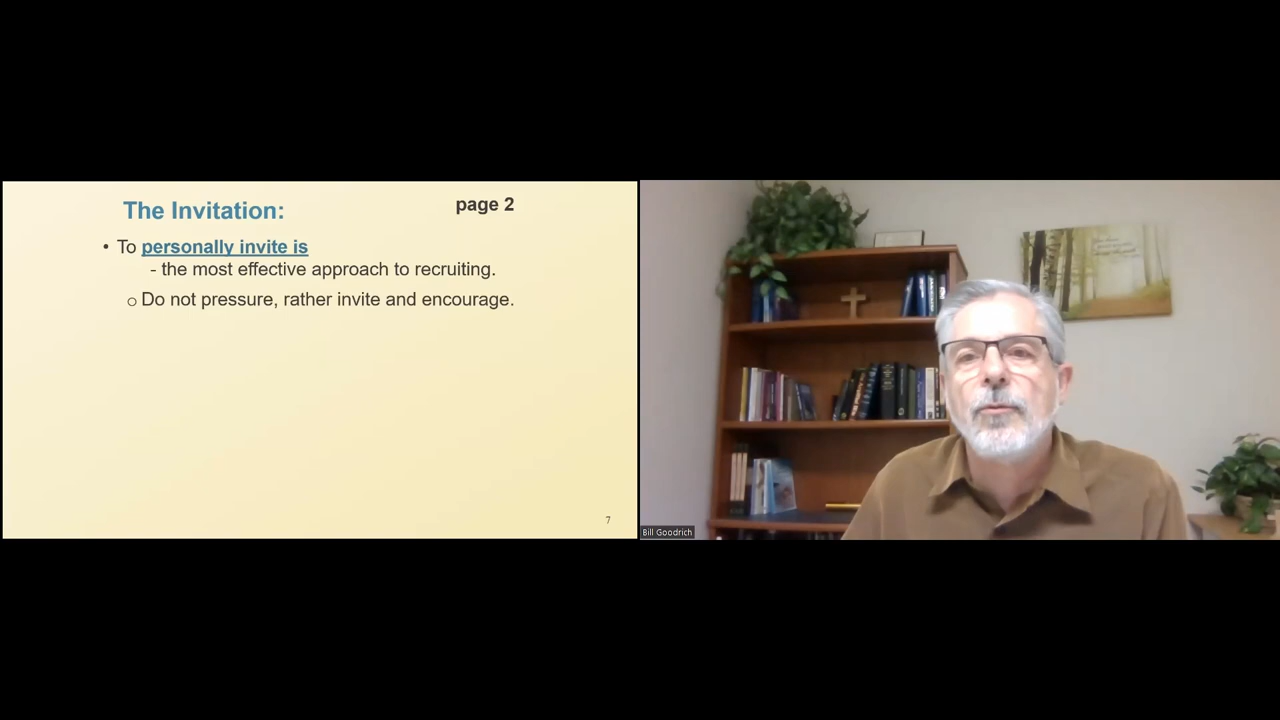 The Invitation:
page 2
• To personally invite is
- the most effective approach to recruiting.
o Do not pressure, rather invite and encourage.
7
Bill Goodrich